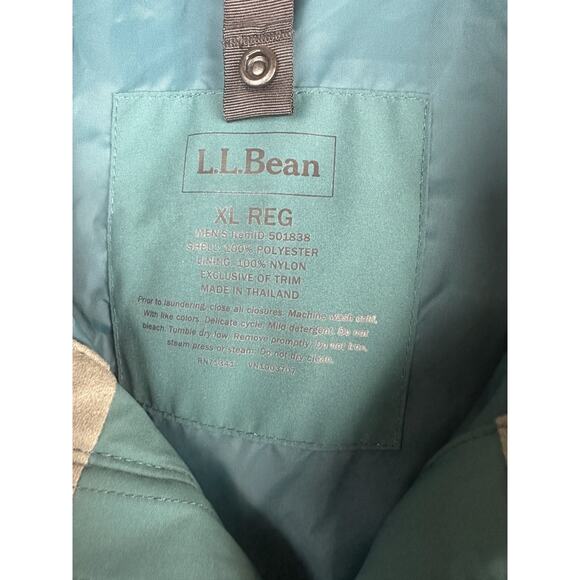 L.L.Bean
XL REG
MEN'S ItemID 501838
SHELL: 100% POLYESTER
LINING: 100% NYLON
EXCLUSIVE OF TRIM
MADE IN THAILAND
Prior to laundering, close all closures. Machine wash cold,
With like colors. Delicate cycle. Mild detergent. Do not
bleach. Tumble dry low. Remove promptly. Do not iron,
steam press or steam. Do not dry clean.